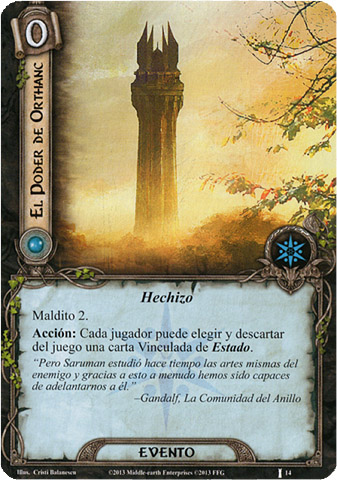 0
El Poder de Orthanc
Hechizo
Maldito 2.
Acción: Cada jugador puede elegir y descartar
del juego una carta Vinculada de Estado.
“Pero Saruman estudió hace tiempo las artes mismas del
enemigo y gracias a esto a menudo hemos sido capaces
de adelantarnos a él.”
–Gandalf, La Comunidad del Anillo
Evento
Illus. Cristi Balanescu
©2013 Middle-earth Enterprises ©2013 FFG
14